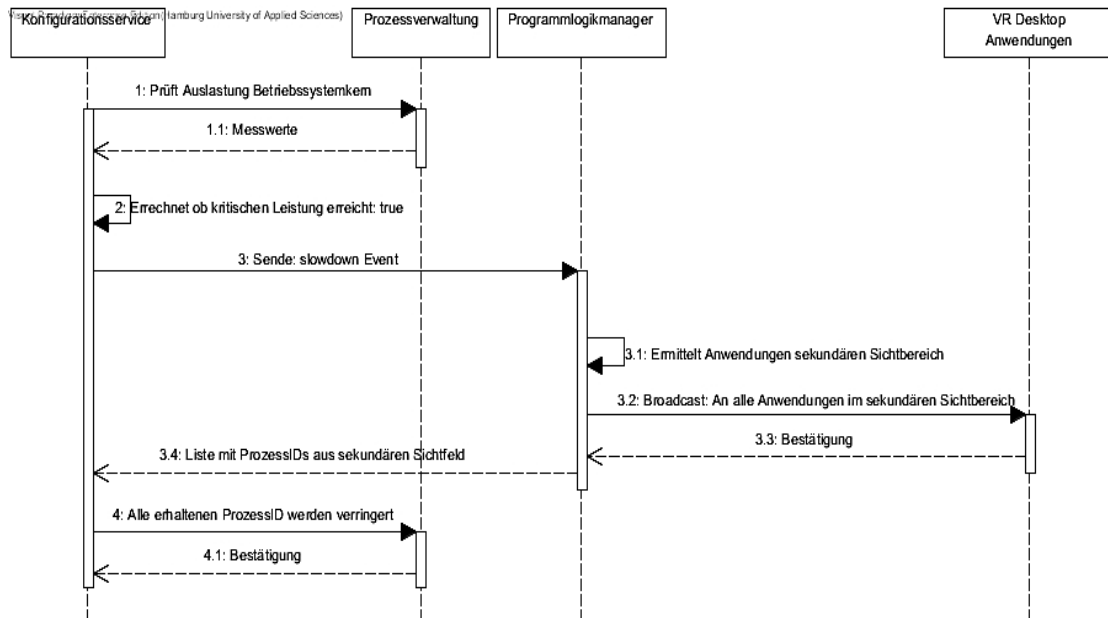 (Hamburg University of Applied Sciences)
Konfigurationsservice
Prozessverwaltung
Programmlogikmanager
VR Desktop
Anwendungen
1: Prüft Auslastung Betriebssystemkern
1.1: Messwerte
2: Errechnet ob kritischen Leistung erreicht: true
3: Sende: slowdown Event
3.1: Ermittelt Anwendungen sekundären Sichtbereich
3.2: Broadcast: An alle Anwendungen im sekundären Sichtbereich
3.3: Bestätigung
3.4: Liste mit ProzessIDs aus sekundären Sichtfeld
4: Alle erhaltenen ProzessID werden verringert
4.1: Bestätigung